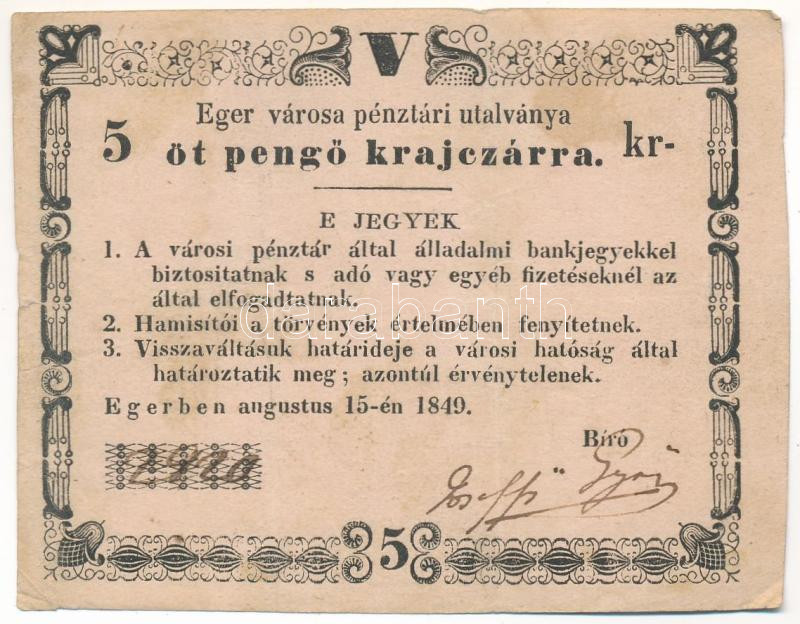 V
Eger városa pénztári utalványa
5 öt pengő krajczárra. kr-
E JEGYEK
1. A városi pénztár által álladalmi bankjegyekkel
biztositatnak s adó vagy egyéb fizetéseknél az
által elfogadtatnak.
2. Hamisítói a törvények értelmében fenyítetnek.
3. Visszaváltásuk határideje a városi hatóság által
határoztatik meg; azontúl érvénytelenek.
Egerben augustus 15-én 1849.
Bíró
5
darabanth